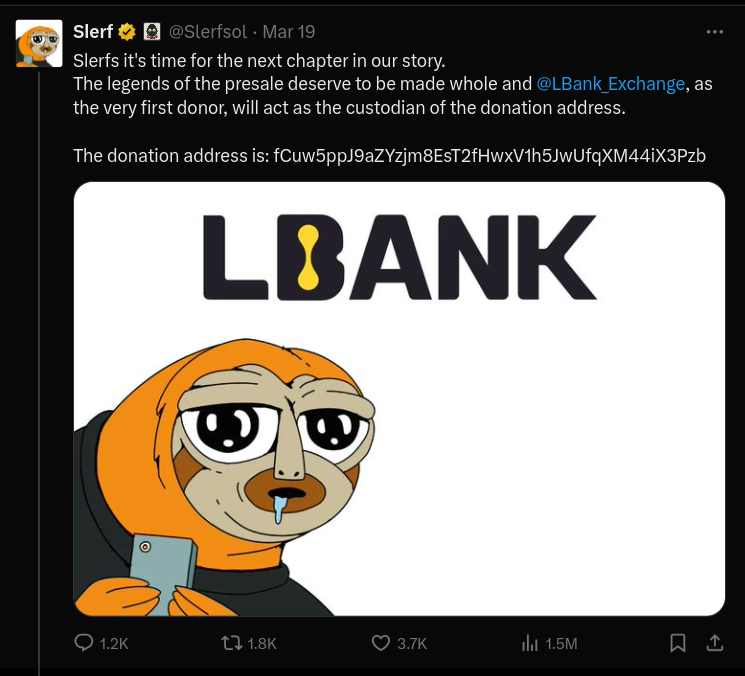 Slerf @Slerfsol · Mar 19
Slerfs it's time for the next chapter in our story.
The legends of the presale deserve to be made whole and @LBank_Exchange, as
the very first donor, will act as the custodian of the donation address.
The donation address is: fCuw5ppJ9aZYzjm8EsT2fHwxV1h5JwUfqXM44iX3Pzb
LBANK
1.2K 1.8K 3.7K 1.5M